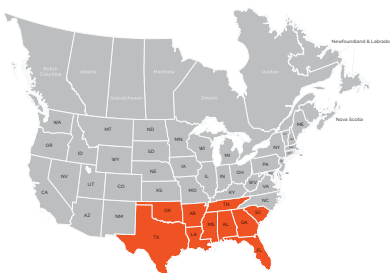 Newfoundland & Labrado
British
Columbia
Alberta
Saskatchewan
Manitoba
Ontario
Quebec
Nova Scotia
WA
MT
ND
MN
ME
OR
ID
WY
SD
WI
MI
NY
NV
UT
CO
NE
IA
IL
IN
OH
PA
CA
KS
MO
KY
WV
VA
AZ
NM
OK
AR
TN
NC
SC
TX
LA
MS
AL
GA
FL